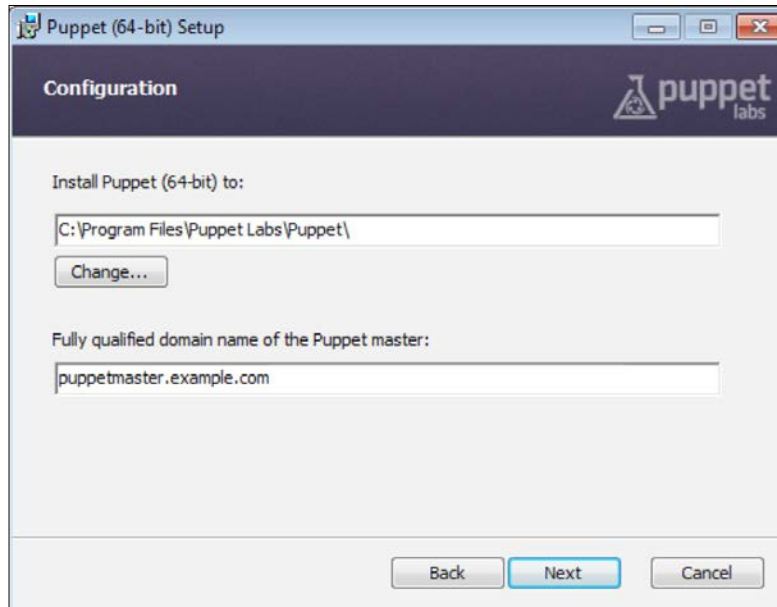 Puppet (64-bit) Setup
Configuration
puppet
labs
Install Puppet (64-bit) to:
C:\Program Files\Puppet Labs\Puppet\
Change...
Fully qualified domain name of the Puppet master:
puppetmaster.example.com
Back
Next
Cancel